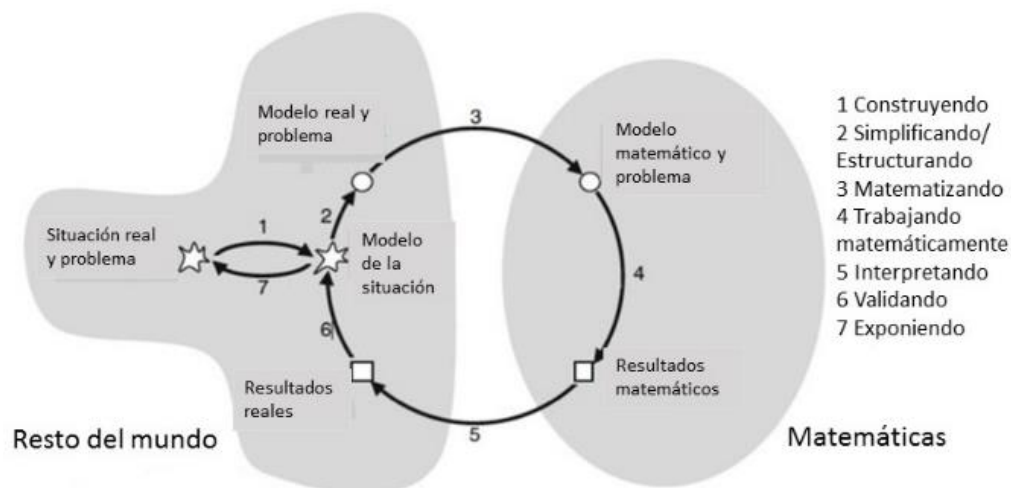 Modelo real y
problema
3
Modelo
matemático y
problema
1 Construyendo
2 Simplificando/
Estructurando
3 Matematizando
4 Trabajando
matemáticamente
5 Interpretando
6 Validando
7 Exponiendo
Situación real
y problema
1
2
7
Modelo
de la
situación
4
6
Resultados
reales
Resultados
matemáticos
5
Resto del mundo
Matemáticas